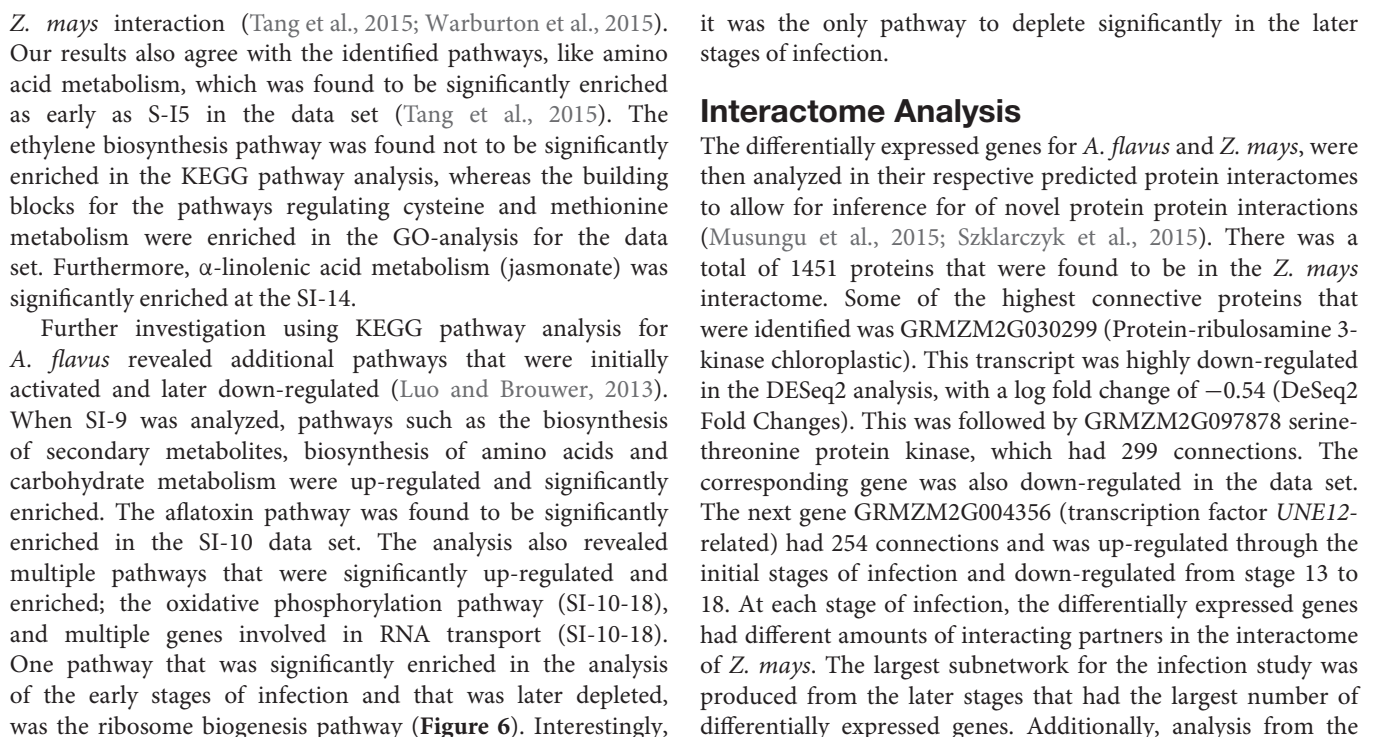 Z. mays interaction (Tang et al., 2015; Warburton et al., 2015).
Our results also agree with the identified pathways, like amino
acid metabolism, which was found to be significantly enriched
as early as S-I5 in the data set (Tang et al., 2015). The
ethylene biosynthesis pathway was found not to be significantly
enriched in the KEGG pathway analysis, whereas the building
blocks for the pathways regulating cysteine and methionine
metabolism were enriched in the GO-analysis for the data
set. Furthermore, α-linolenic acid metabolism (jasmonate) was
significantly enriched at the SI-14.
Further investigation using KEGG pathway analysis for
A. flavus revealed additional pathways that were initially
activated and later down-regulated (Luo and Brouwer, 2013).
When SI-9 was analyzed, pathways such as the biosynthesis
of secondary metabolites, biosynthesis of amino acids and
carbohydrate metabolism were up-regulated and significantly
enriched. The aflatoxin pathway was found to be significantly
enriched in the SI-10 data set. The analysis also revealed
multiple pathways that were significantly up-regulated and
enriched; the oxidative phosphorylation pathway (SI-10-18),
and multiple genes involved in RNA transport (SI-10-18).
One pathway that was significantly enriched in the analysis
of the early stages of infection and that was later depleted,
was the ribosome biogenesis pathway (Figure 6). Interestingly,
it was the only pathway to deplete significantly in the later
stages of infection.
Interactome Analysis
The differentially expressed genes for A. flavus and Z. mays, were
then analyzed in their respective predicted protein interactomes
to allow for inference for of novel protein protein interactions
(Musungu et al., 2015; Szklarczyk et al., 2015). There was a
total of 1451 proteins that were found to be in the Z. mays
interactome. Some of the highest connective proteins that
were identified was GRMZM2G030299 (Protein-ribulosamine 3-
kinase chloroplastic). This transcript was highly down-regulated
in the DESeq2 analysis, with a log fold change of −0.54 (DeSeq2
Fold Changes). This was followed by GRMZM2G097878 serine-
threonine protein kinase, which had 299 connections. The
corresponding gene was also down-regulated in the data set.
The next gene GRMZM2G004356 (transcription factor UNE12-
related) had 254 connections and was up-regulated through the
initial stages of infection and down-regulated from stage 13 to
18. At each stage of infection, the differentially expressed genes
had different amounts of interacting partners in the interactome
of Z. mays. The largest subnetwork for the infection study was
produced from the later stages that had the largest number of
differentially expressed genes. Additionally, analysis from the